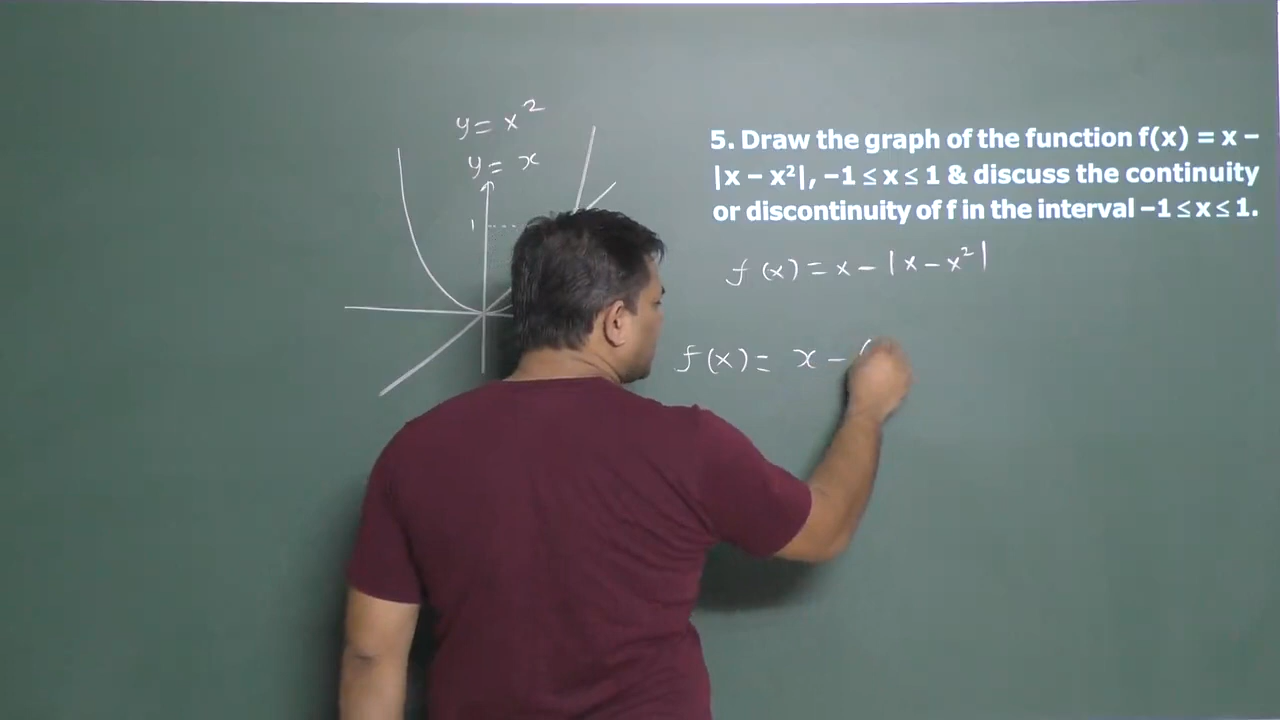 y = x²
y = x
1
5. Draw the graph of the function f(x) = x –
|x – x²|, –1 ≤ x ≤ 1 & discuss the continuity
or discontinuity of f in the interval –1 ≤ x ≤ 1.
f(x) = x – |x – x²|
f(x) = x – (